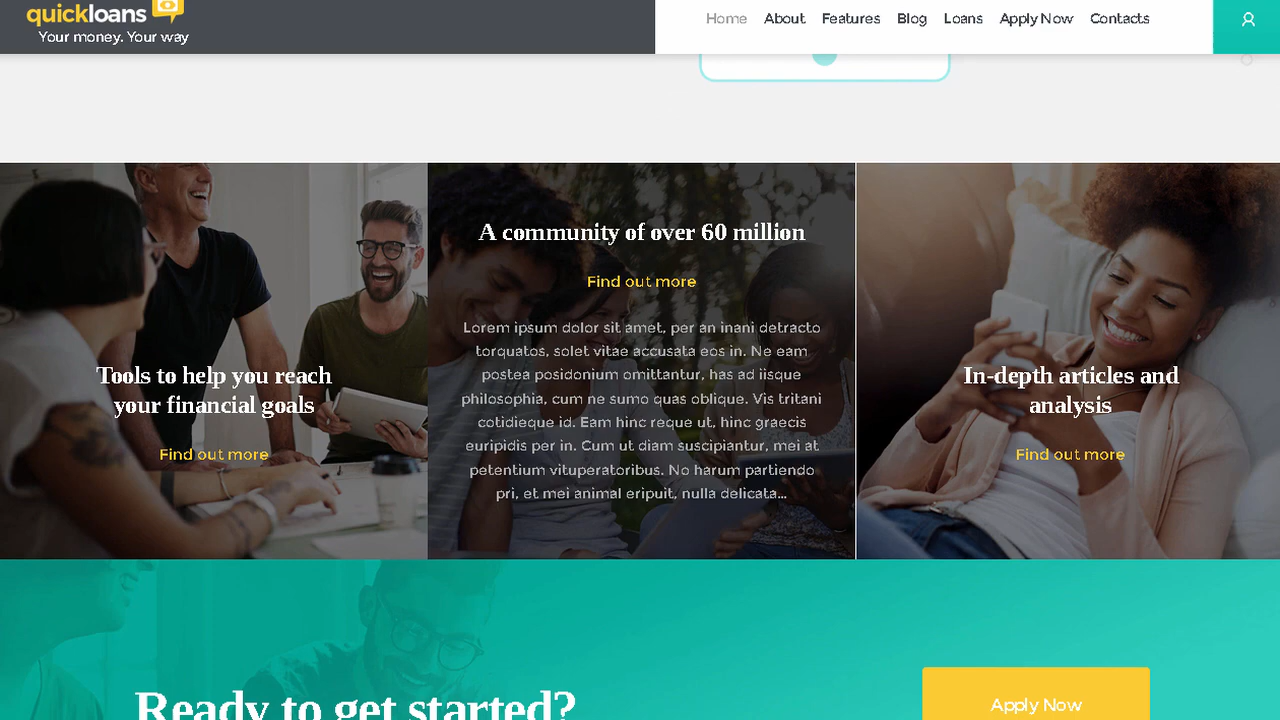 quickloans
Your money. Your way
Home About Features Blog Loans Apply Now Contacts
Tools to help you reach
your financial goals
Find out more
A community of over 60 million
Find out more
Lorem ipsum dolor sit amet, per an inani detracto
torquatos, solet vitae accusata eos in. Ne eam
postea posidonium omittantur, has ad iisque
philosophia, cum ne sumo quas oblique. Vis tritani
cotidieque id. Eam hinc reque ut, hinc graecis
euripidis per in. Cum ut diam suscipiantur, mei at
petentium vituperatoribus. No harum partiendo
pri, et mei animal eripuit, nulla delicata...
In-depth articles and
analysis
Find out more
Ready to get started?
Apply Now